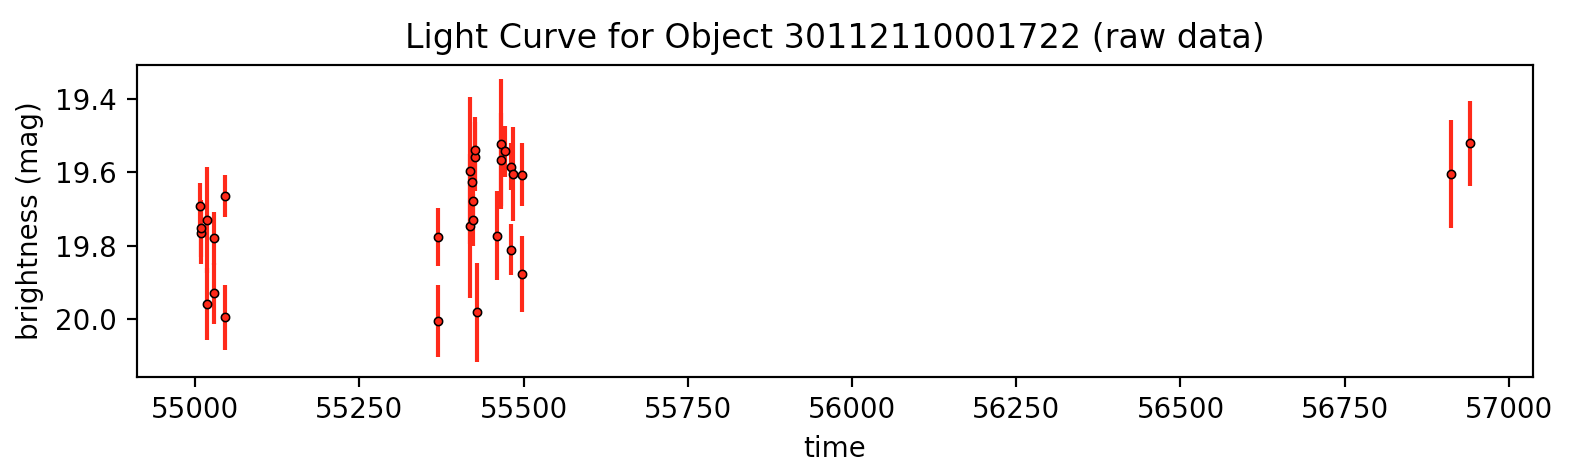 Light Curve for Object 30112110001722 (raw data)
brightness (mag)
19.4
19.6
19.8
20.0
55000 55250 55500 55750 56000 56250 56500 56750 57000
time